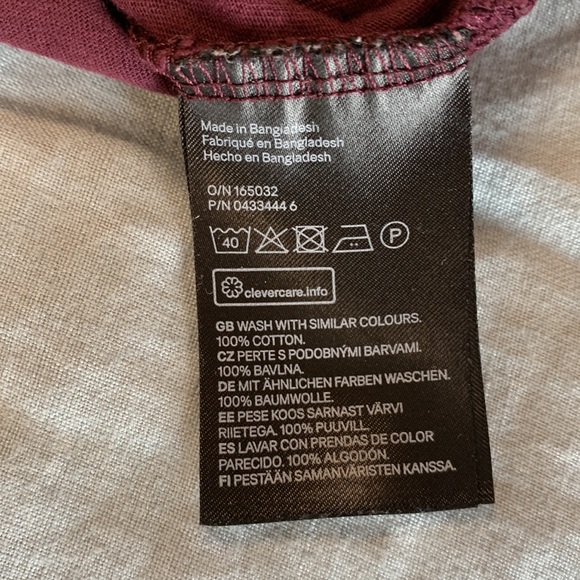 Made in Bangladesh
Fabriqué en Bangladesh
Hecho en Bangladesh
O/N 165032
P/N 0433444 6
40 P
clevercare.info
GB WASH WITH SIMILAR COLOURS.
100% COTTON.
CZ PERTE S PODOBNÝMI BARVAMI.
100% BAVLNA.
DE MIT ÄHNLICHEN FARBEN WASCHEN.
100% BAUMWOLLE.
EE PESE KOOS SARNAST VÄRVI
RIIETEGA. 100% PUUVILL.
ES LAVAR CON PRENDAS DE COLOR
PARECIDO. 100% ALGODÓN.
FI PESTÄÄN SAMANVÄRISTEN KANSSA.